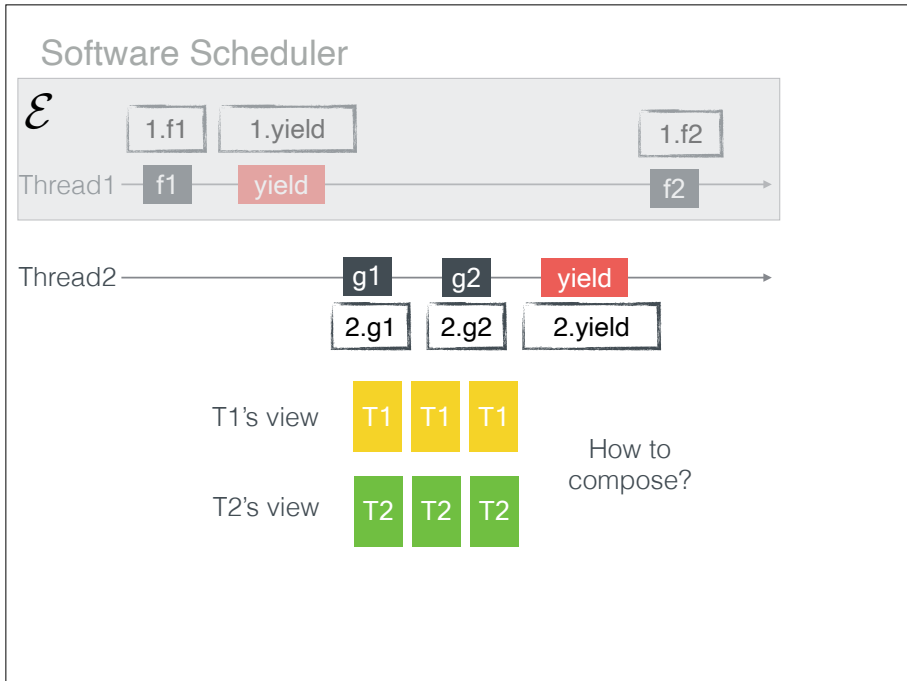 Software Scheduler
ℰ
1.f1 1.yield 1.f2
Thread1 f1 yield f2
Thread2 g1 g2 yield
2.g1 2.g2 2.yield
T1's view T1 T1 T1
How to
compose?
T2's view T2 T2 T2